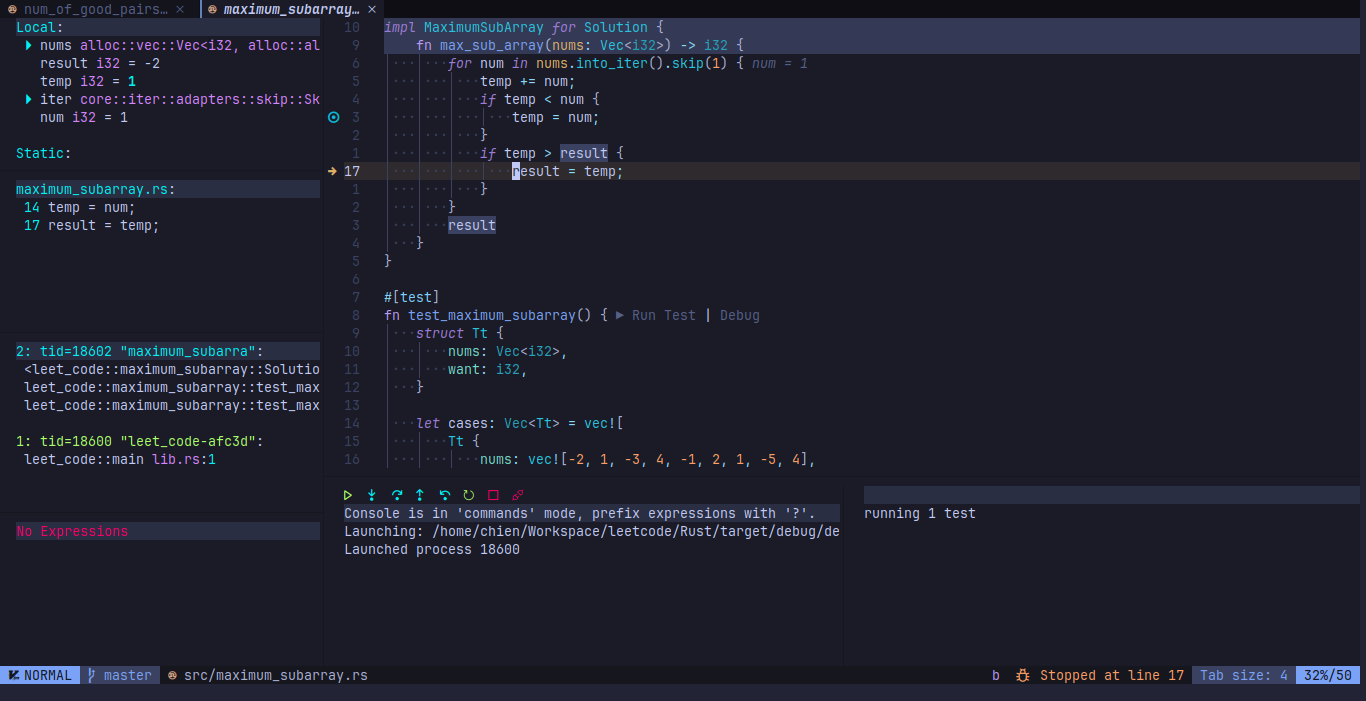 num_of_good_pairs… × maximum_subarray… ×
Local:
nums alloc::vec::Vec<i32, alloc::al
result i32 = -2
temp i32 = 1
iter core::iter::adapters::skip::Sk
num i32 = 1
Static:
maximum_subarray.rs:
14 temp = num;
17 result = temp;
2: tid=18602 "maximum_subarra":
<leet_code::maximum_subarray::Solutio
leet_code::maximum_subarray::test_max
leet_code::maximum_subarray::test_max
1: tid=18600 "leet_code-afc3d":
leet_code::main lib.rs:1
No Expressions
10 impl MaximumSubArray for Solution {
9 fn max_sub_array(nums: Vec<i32>) -> i32 {
6 for num in nums.into_iter().skip(1) { num = 1
5 temp += num;
4 if temp < num {
3 temp = num;
2 }
1 if temp > result {
17 result = temp;
1 }
2 }
3 result
4 }
5 }
6
7 #[test]
8 fn test_maximum_subarray() { ▶ Run Test | Debug
9 struct Tt {
10 nums: Vec<i32>,
11 want: i32,
12 }
13
14 let cases: Vec<Tt> = vec![
15 Tt {
16 nums: vec![-2, 1, -3, 4, -1, 2, 1, -5, 4],
Console is in 'commands' mode, prefix expressions with '?'.
Launching: /home/chien/Workspace/leetcode/Rust/target/debug/de
Launched process 18600
running 1 test
NORMAL master src/maximum_subarray.rs b Stopped at line 17 Tab size: 4 32%/50